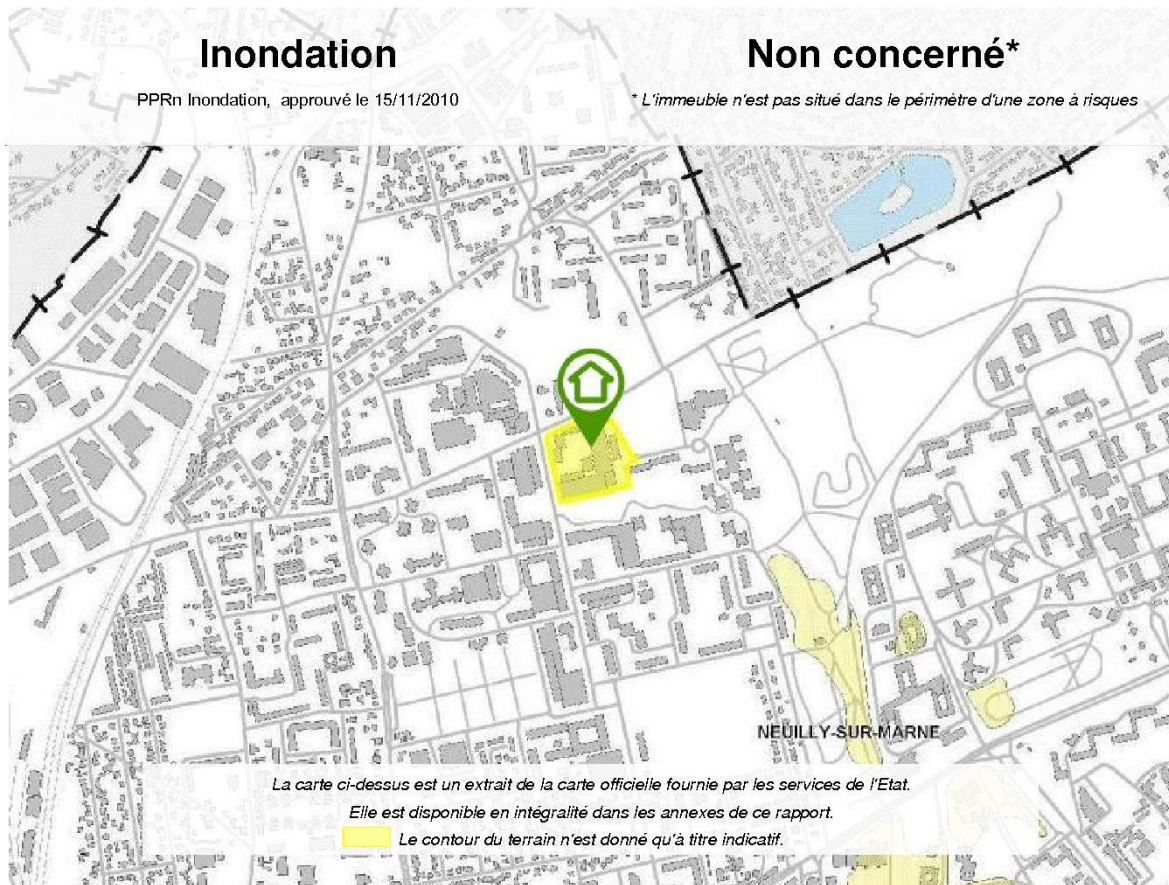 Inondation
PPRn Inondation, approuvé le 15/11/2010
Non concerné*
* L'immeuble n'est pas situé dans le périmètre d'une zone à risques
NEUILLY-SUR-MARNE
La carte ci-dessus est un extrait de la carte officielle fournie par les services de l'Etat.
Elle est disponible en intégralité dans les annexes de ce rapport.
Le contour du terrain n'est donné qu'à titre indicatif.